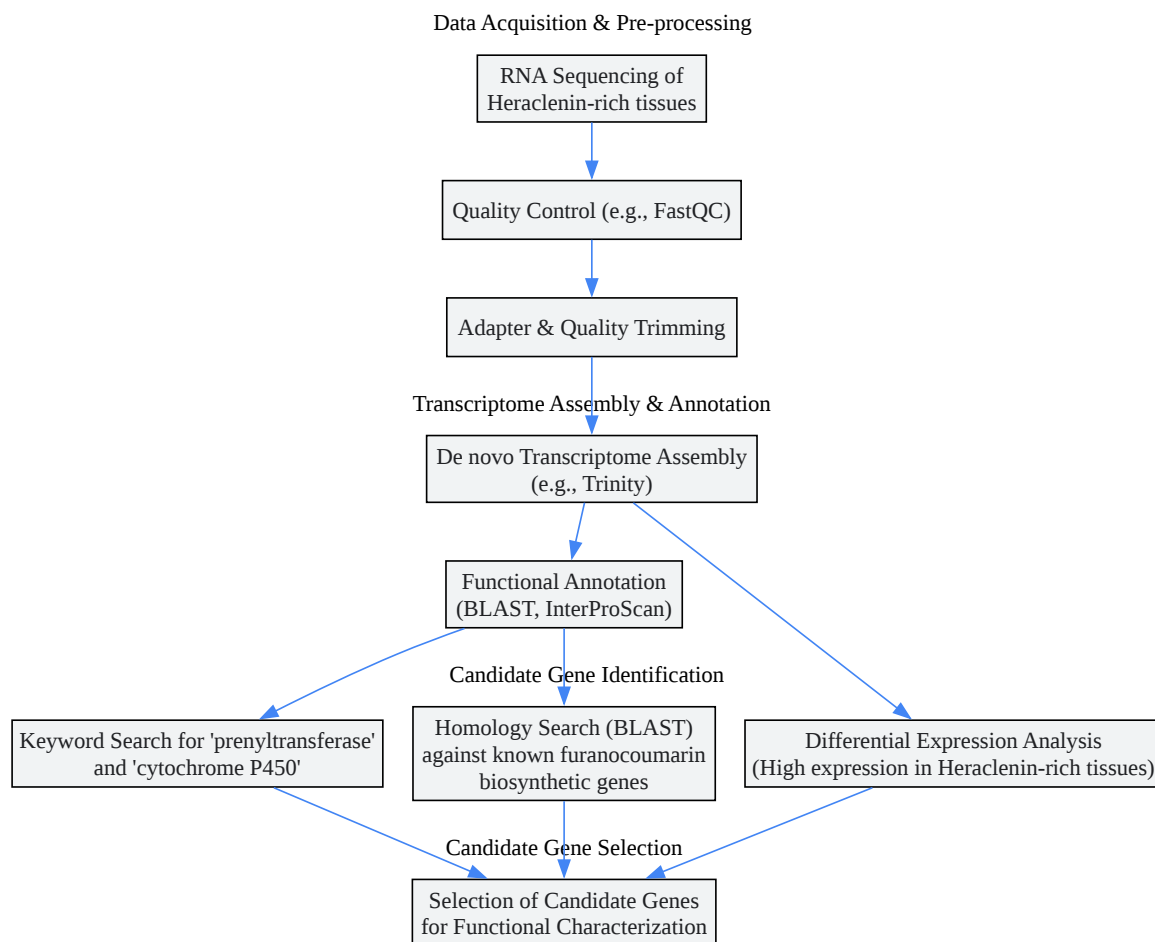 Data Acquisition & Pre-processing
RNA Sequencing of
Heraclenin-rich tissues
Quality Control (e.g., FastQC)
Adapter & Quality Trimming
Transcriptome Assembly & Annotation
De novo Transcriptome Assembly
(e.g., Trinity)
Functional Annotation
(BLAST, InterProScan)
Candidate Gene Identification
Keyword Search for 'prenyltransferase'
and 'cytochrome P450'
Homology Search (BLAST)
against known furanocoumarin
biosynthetic genes
Differential Expression Analysis
(High expression in Heraclenin-rich tissues)
Candidate Gene Selection
Selection of Candidate Genes
for Functional Characterization